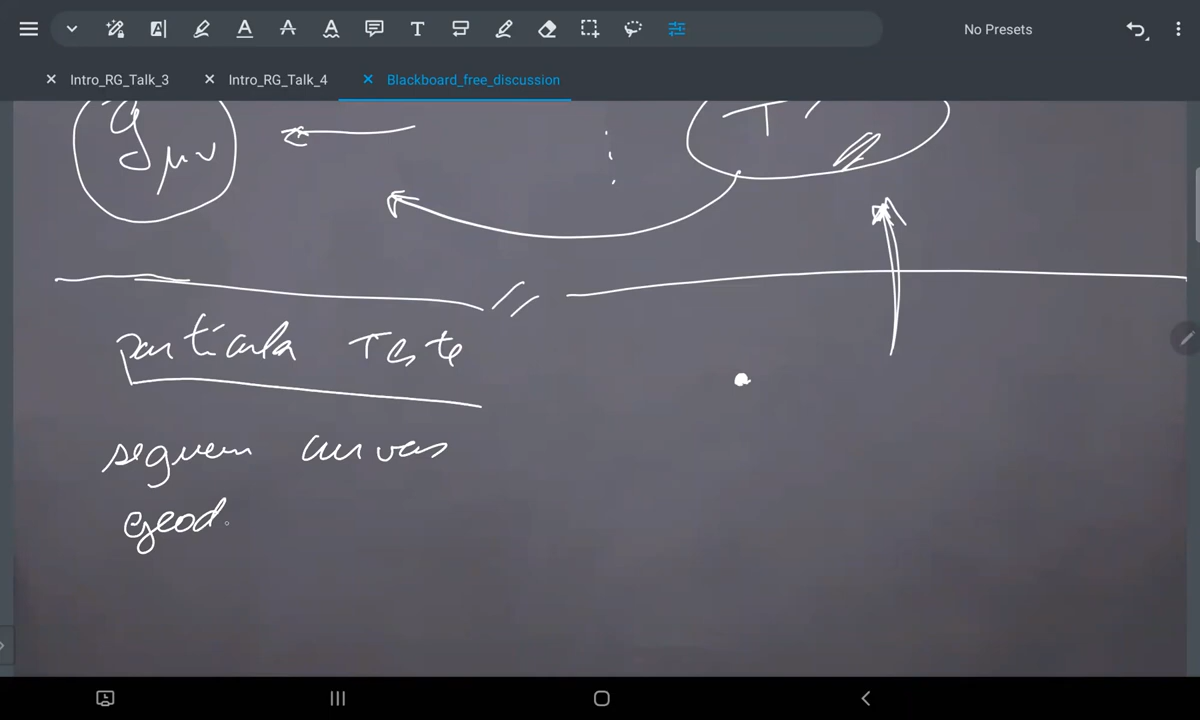 No Presets
Intro_RG_Talk_3 Intro_RG_Talk_4 Blackboard_free_discussion
gμν T
partícula Teste
seguem curvas
geod.